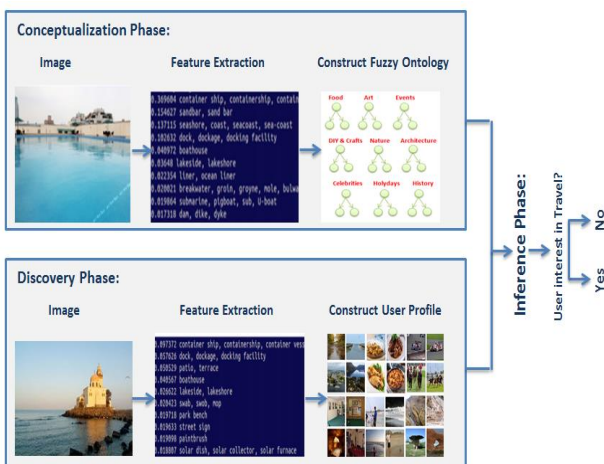 Conceptualization Phase:
Image
Feature Extraction
Construct Fuzzy Ontology
0.369604 container ship, containership, contain
0.154627 sandbar, sand bar
0.137115 seashore, coast, seacoast, sea-coast
0.102632 dock, dockage, docking facility
0.040972 boathouse
0.03648 lakeside, lakeshore
0.022354 liner, ocean liner
0.020021 breakwater, groin, groyne, mole, bulwa
0.019864 submarine, pigboat, sub, U-boat
0.017318 dam, dike, dyke
Food
Art
Events
DIY & Crafts
Nature
Architecture
Celebrities
Holydays
History
Discovery Phase:
Image
Feature Extraction
Construct User Profile
0.097372 container ship, containership, container vess
0.057626 dock, dockage, docking facility
0.050529 patio, terrace
0.040567 boathouse
0.026622 lakeside, lakeshore
0.020423 swab, swob, mop
0.019718 park bench
0.019633 street sign
0.019098 paintbrush
0.018807 solar dish, solar collector, solar furnace
Inference Phase:
User interest in Travel?
No
Yes